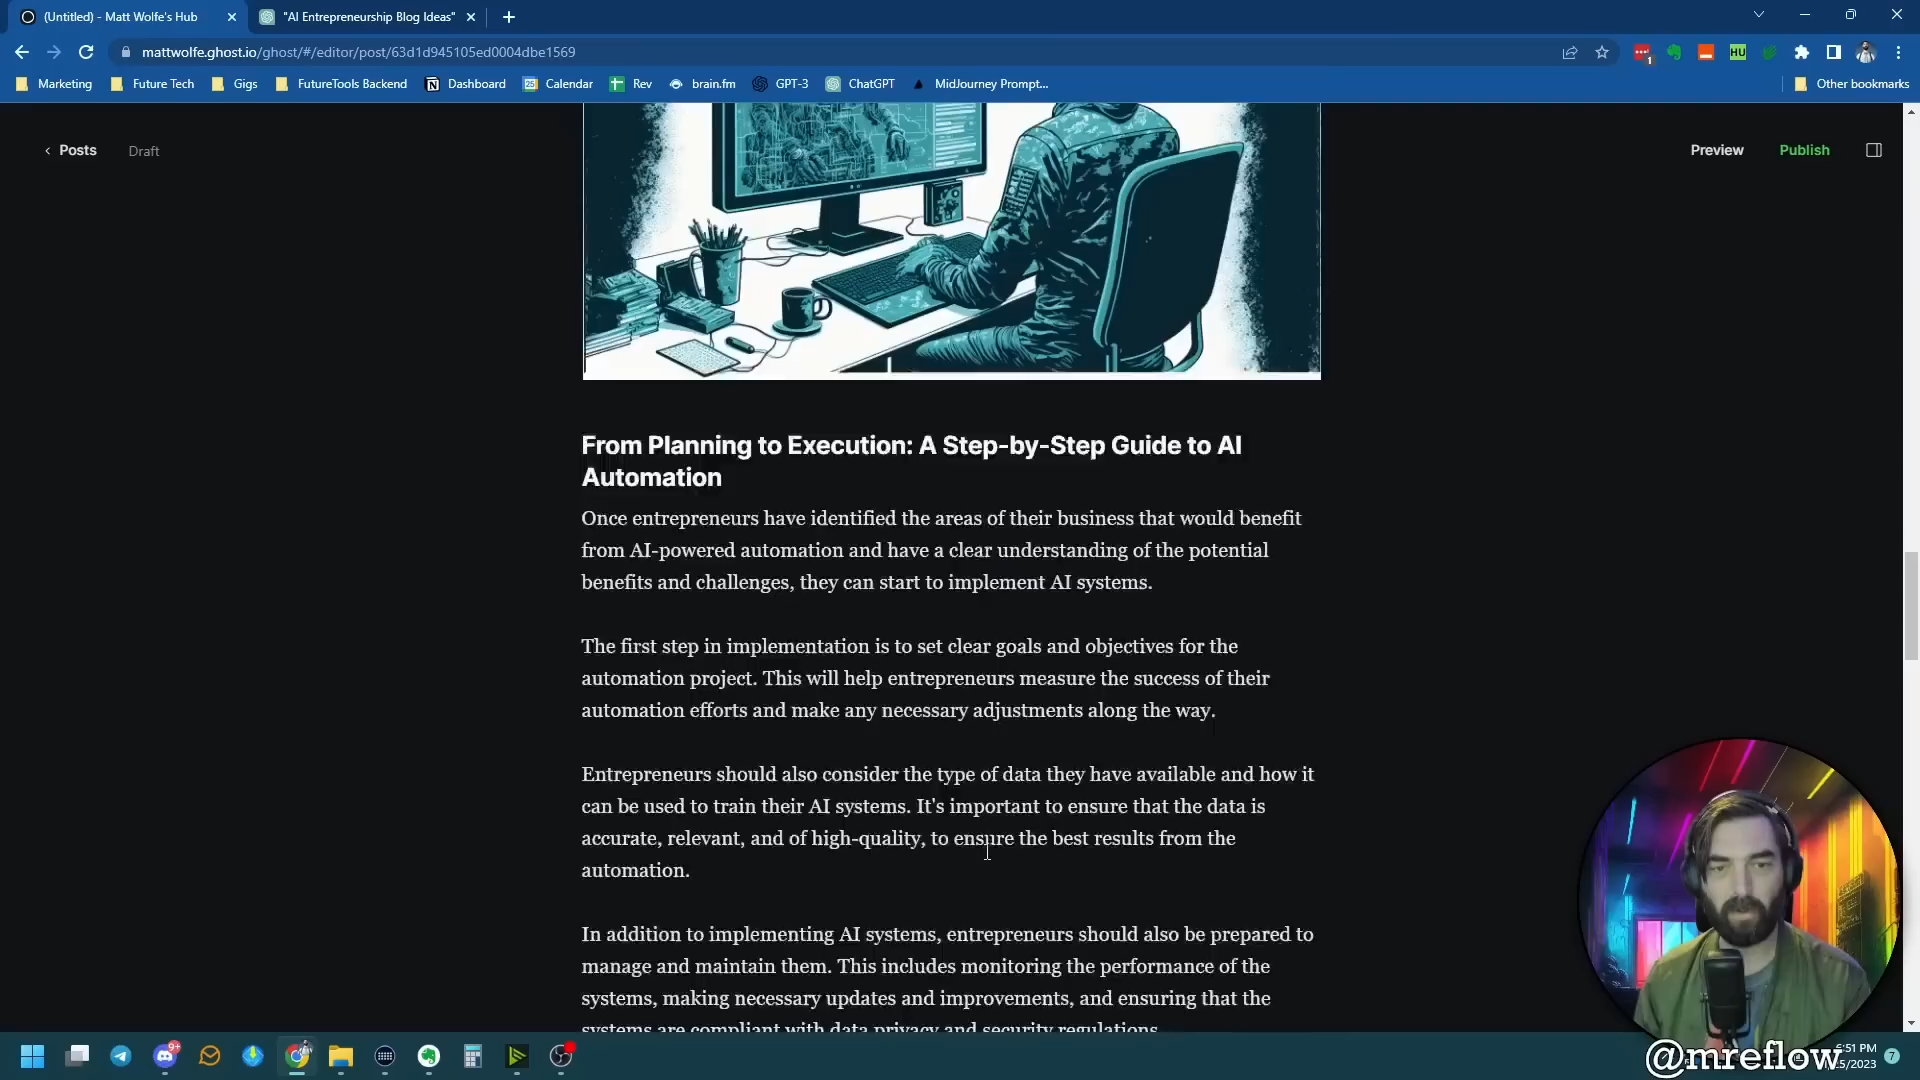 (Untitled) - Matt Wolfe's Hub
"AI Entrepreneurship Blog Ideas"
mattwolfe.ghost.io/ghost/#/editor/post/63d1d945105ed0004dbe1569
Marketing
Future Tech
Gigs
FutureTools Backend
Dashboard
Calendar
Rev
brain.fm
GPT-3
ChatGPT
MidJourney Prompt...
Other bookmarks
Posts
Draft
Preview
Publish
From Planning to Execution: A Step-by-Step Guide to AI
Automation
Once entrepreneurs have identified the areas of their business that would benefit
from AI-powered automation and have a clear understanding of the potential
benefits and challenges, they can start to implement AI systems.
The first step in implementation is to set clear goals and objectives for the
automation project. This will help entrepreneurs measure the success of their
automation efforts and make any necessary adjustments along the way.
Entrepreneurs should also consider the type of data they have available and how it
can be used to train their AI systems. It's important to ensure that the data is
accurate, relevant, and of high-quality, to ensure the best results from the
automation.
In addition to implementing AI systems, entrepreneurs should also be prepared to
manage and maintain them. This includes monitoring the performance of the
systems, making necessary updates and improvements, and ensuring that the
systems are compliant with data privacy and security regulations.
@mreflow